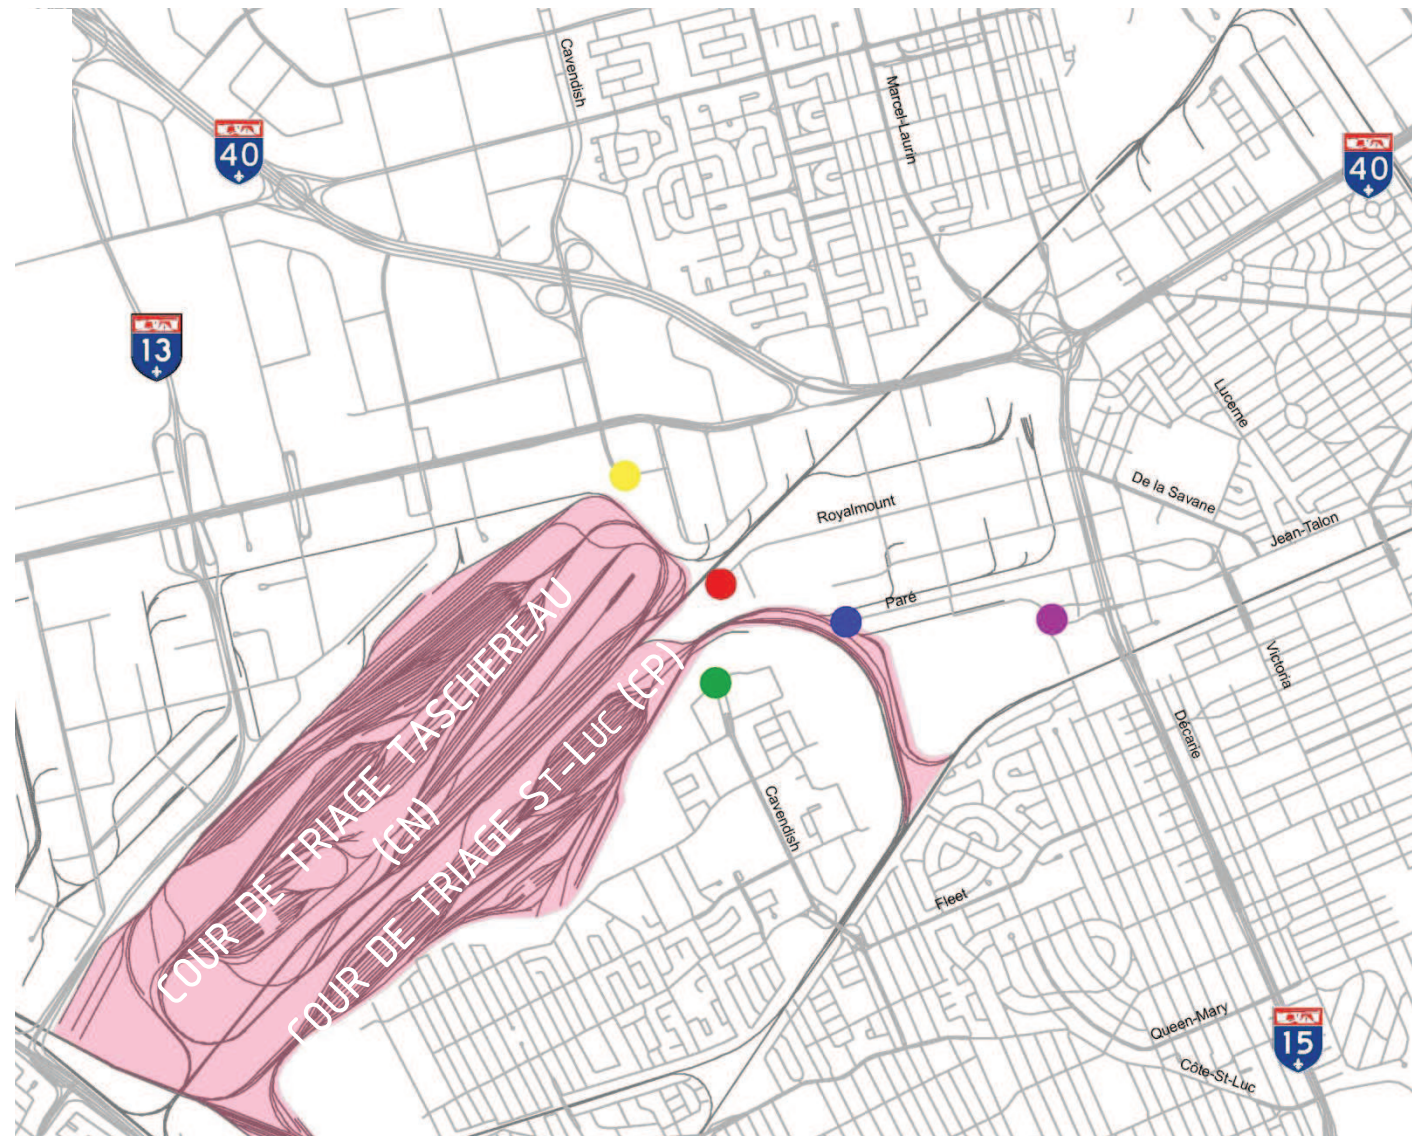 Cavendish
Marcel-Laurin
40
40
13
Lucerne
De la Savane
Royalmount
Jean-Talon
Paré
Victoria
COUR DE TRIAGE TASCHEREAU
(CN)
COUR DE TRIAGE ST-LUC (CP)
Décarie
Cavendish
Fleet
Queen-Mary
15
Côte-St-Luc